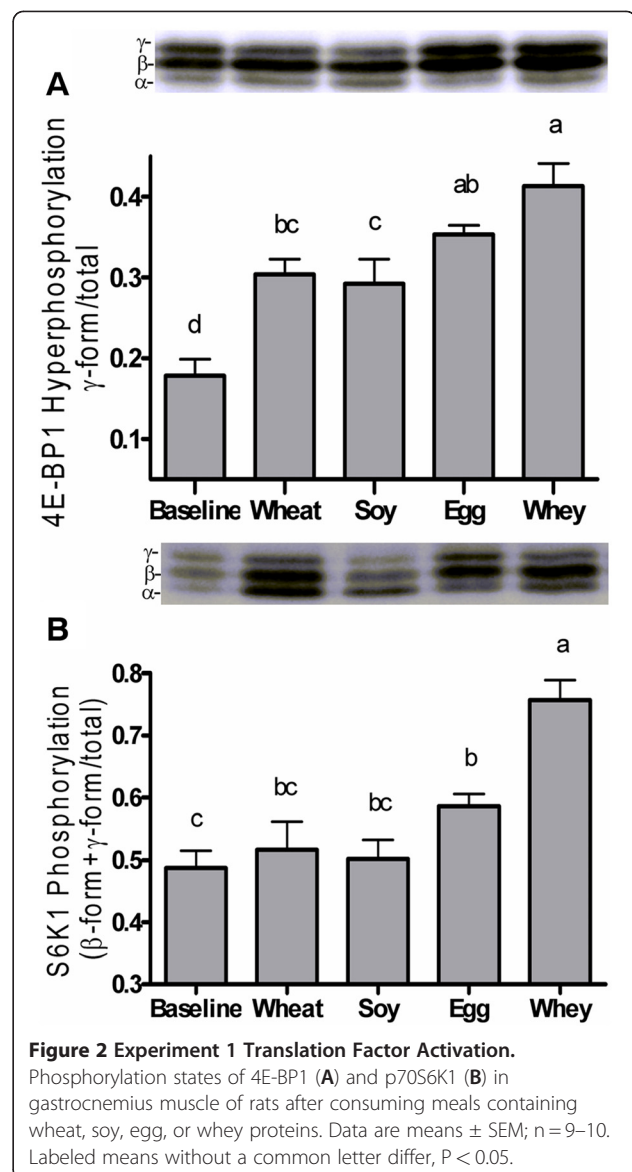 γ-
β-
α-
A
4E-BP1 Hyperphosphorylation
γ-form/total
0.4
0.3
0.2
0.1
d
bc
c
ab
a
Baseline Wheat Soy Egg Whey
γ-
β-
α-
B
S6K1 Phosphorylation
(β-form+γ-form/total)
0.8
0.7
0.6
0.5
0.4
0.3
c
bc
bc
b
a
Baseline Wheat Soy Egg Whey
Figure 2 Experiment 1 Translation Factor Activation.
Phosphorylation states of 4E-BP1 (A) and p70S6K1 (B) in
gastrocnemius muscle of rats after consuming meals containing
wheat, soy, egg, or whey proteins. Data are means ± SEM; n = 9–10.
Labeled means without a common letter differ, P < 0.05.